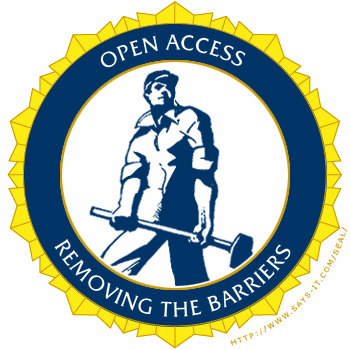 OPEN ACCESS
REMOVING THE BARRIERS
HTTP://WWW.SAYS-IT.COM/SEAL/